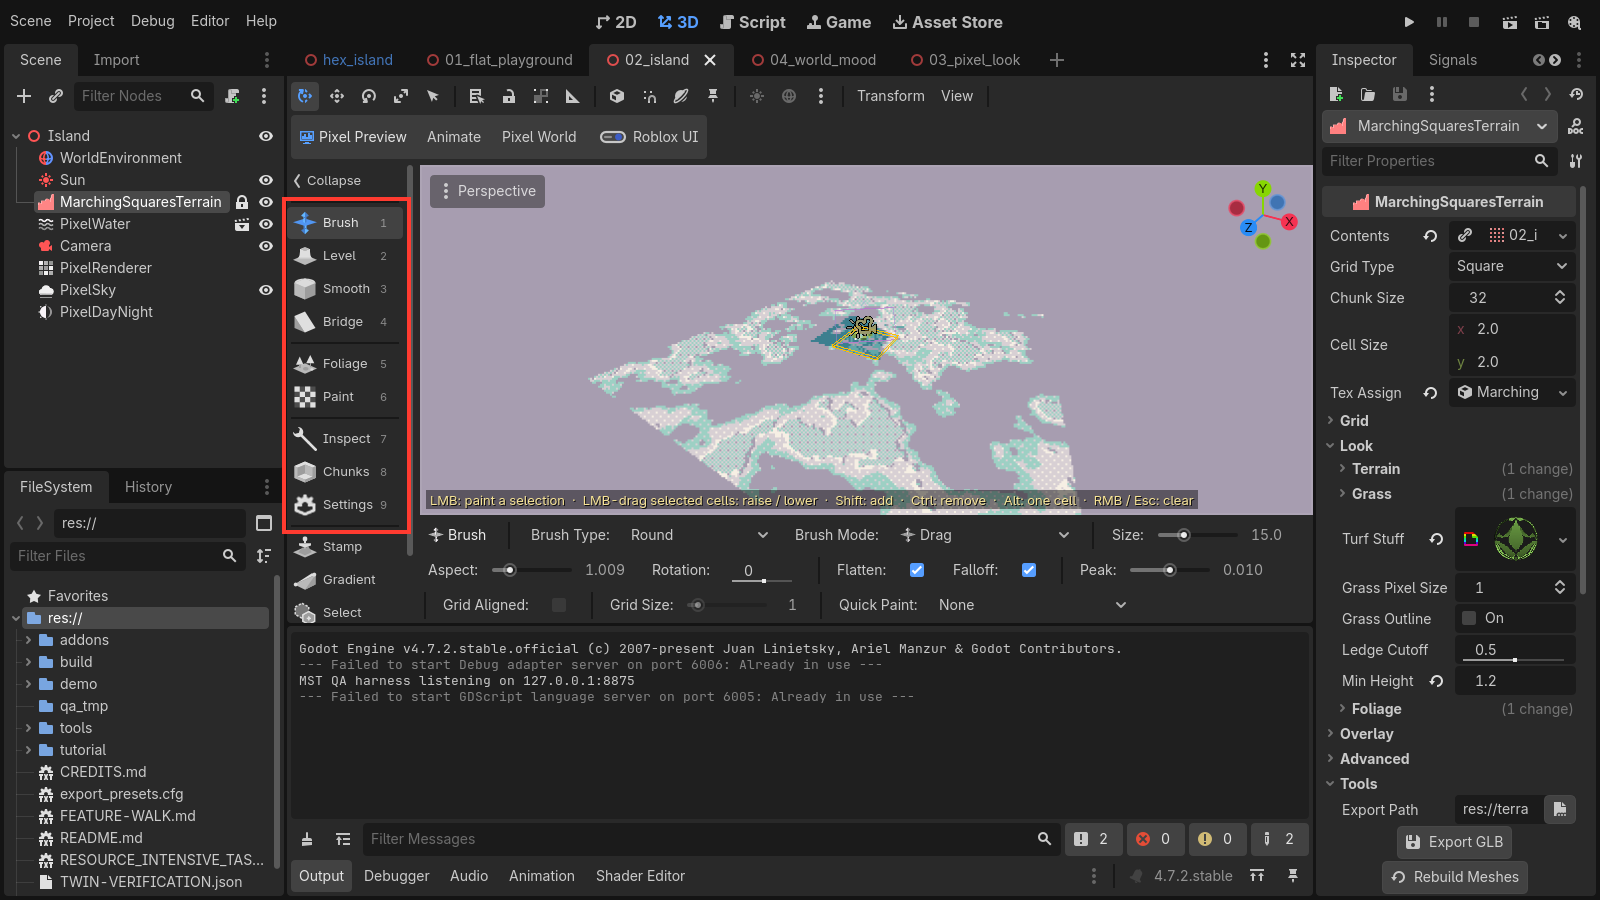 Scene Project Debug Editor Help
2D 3D Script Game Asset Store
Scene Import
hex_island 01_flat_playground 02_island 04_world_mood 03_pixel_look
Inspector Signals
Filter Nodes
Transform View
MarchingSquaresTerrain
Filter Properties
Island
WorldEnvironment
Sun
MarchingSquaresTerrain
PixelWater
Camera
PixelRenderer
PixelSky
PixelDayNight
Pixel Preview Animate Pixel World Roblox UI
Collapse
Brush 1
Level 2
Smooth 3
Bridge 4
Foliage 5
Paint 6
Inspect 7
Chunks 8
Settings 9
Stamp
Gradient
Select
Perspective
Y
X
Z
LMB: paint a selection · LMB-drag selected cells: raise / lower · Shift: add · Ctrl: remove · Alt: one cell · RMB / Esc: clear
Brush Brush Type: Round Brush Mode: Drag Size: 15.0
Aspect: 1.009 Rotation: 0 Flatten: Falloff: Peak: 0.010
Grid Aligned: Grid Size: 1 Quick Paint: None
FileSystem History
res://
Filter Files
Favorites
res://
addons
build
demo
qa_tmp
tools
tutorial
CREDITS.md
export_presets.cfg
FEATURE-WALK.md
README.md
RESOURCE_INTENSIVE_TAS...
TWIN-VERIFICATION.json
Godot Engine v4.7.2.stable.official (c) 2007-present Juan Linietsky, Ariel Manzur & Godot Contributors.
--- Failed to start Debug adapter server on port 6006: Already in use ---
MST QA harness listening on 127.0.0.1:8875
--- Failed to start GDScript language server on port 6005: Already in use ---
Filter Messages 2 0 0 2
Output Debugger Audio Animation Shader Editor 4.7.2.stable
MarchingSquaresTerrain
Contents 02_i
Grid Type Square
Chunk Size 32
Cell Size x 2.0
y 2.0
Tex Assign Marching
Grid
Look
Terrain (1 change)
Grass (1 change)
Turf Stuff
Grass Pixel Size 1
Grass Outline On
Ledge Cutoff 0.5
Min Height 1.2
Foliage (1 change)
Overlay
Advanced
Tools
Export Path res://terra
Export GLB
Rebuild Meshes
DOC